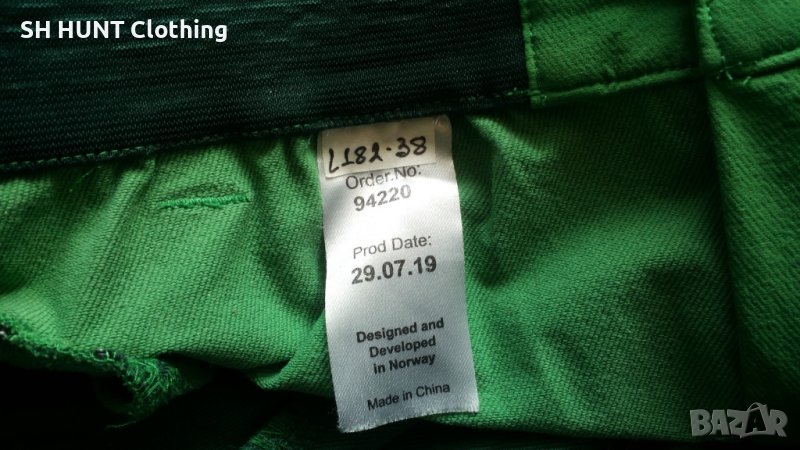 SH HUNT Clothing
L182-38
Order.No:
94220
Prod Date:
29.07.19
Designed and
Developed
in Norway
Made in China
BAZAR